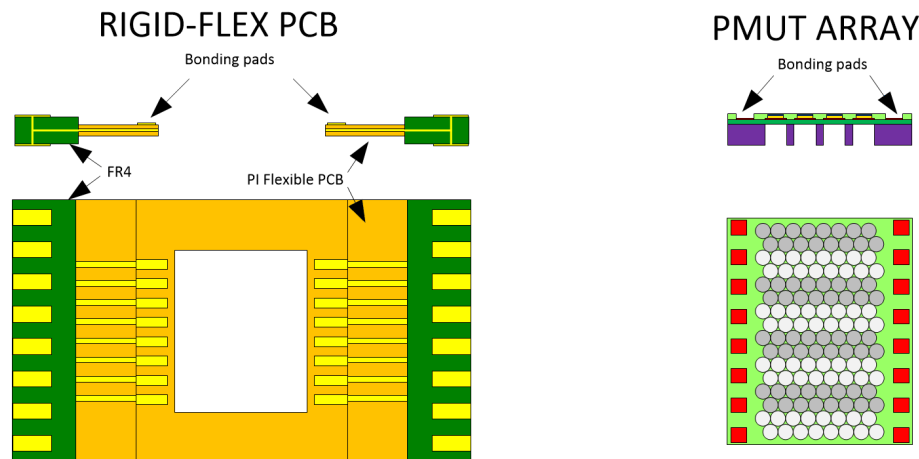 RIGID-FLEX PCB
PMUT ARRAY
Bonding pads
Bonding pads
FR4
PI Flexible PCB